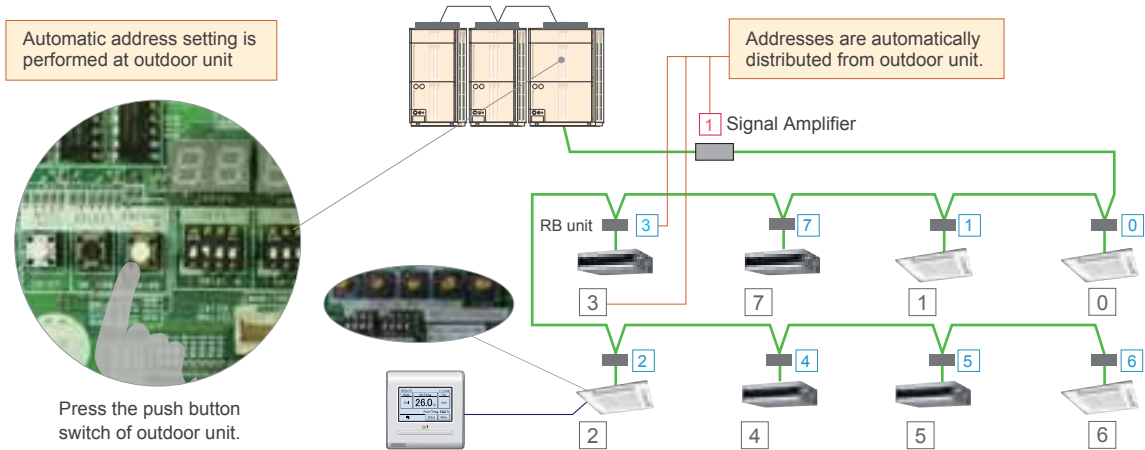 Automatic address setting is
performed at outdoor unit
Addresses are automatically
distributed from outdoor unit.
1 Signal Amplifier
RB unit
3
7
1
0
3
7
1
0
2
4
5
6
26.0
2
4
5
6
Press the push button
switch of outdoor unit.